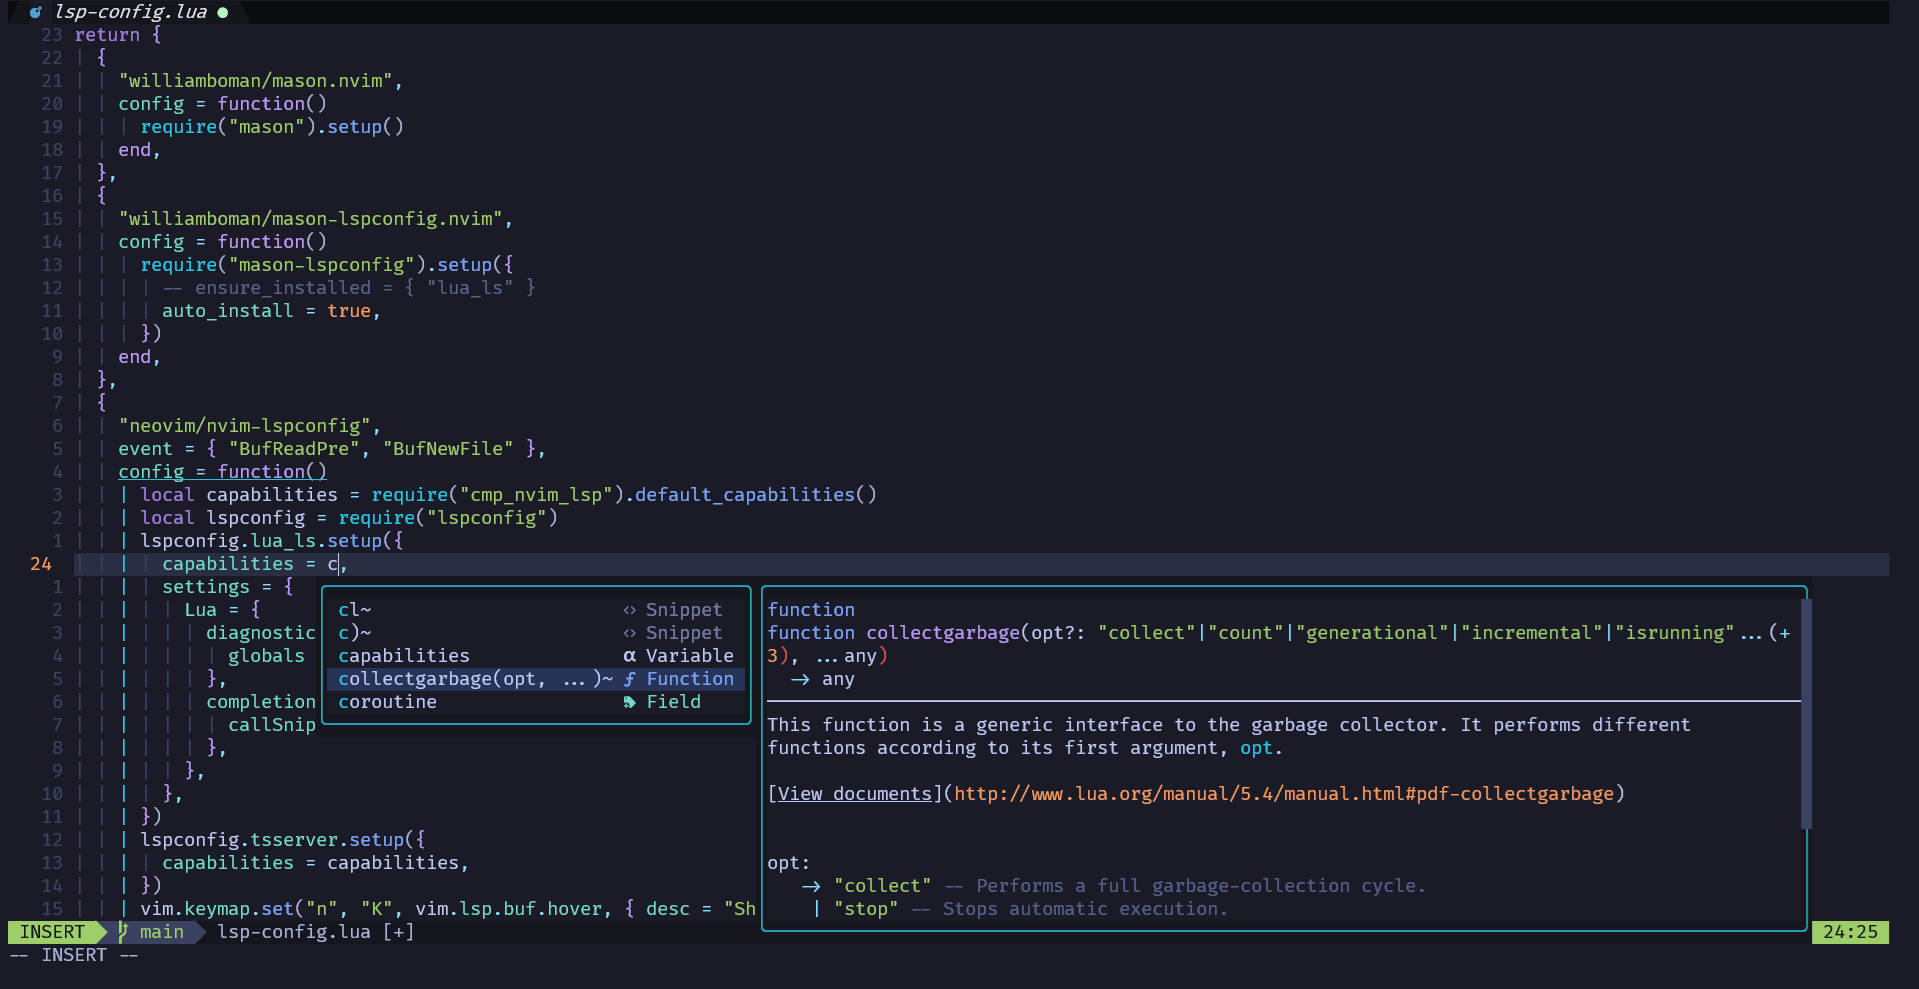 lsp-config.lua ●
23 return {
22 {
21 "williamboman/mason.nvim",
20 config = function()
19 require("mason").setup()
18 end,
17 },
16 {
15 "williamboman/mason-lspconfig.nvim",
14 config = function()
13 require("mason-lspconfig").setup({
12 -- ensure_installed = { "lua_ls" }
11 auto_install = true,
10 })
9 end,
8 },
7 {
6 "neovim/nvim-lspconfig",
5 event = { "BufReadPre", "BufNewFile" },
4 config = function()
3 local capabilities = require("cmp_nvim_lsp").default_capabilities()
2 local lspconfig = require("lspconfig")
1 lspconfig.lua_ls.setup({
24 capabilities = c,
1 settings = {
2 Lua = {
3 diagnostic
4 globals
5 },
6 completion
7 callSnip
8 },
9 },
10 },
11 })
12 lspconfig.tsserver.setup({
13 capabilities = capabilities,
14 })
15 vim.keymap.set("n", "K", vim.lsp.buf.hover, { desc = "Sh
cl~ <> Snippet
c)~ <> Snippet
capabilities α Variable
collectgarbage(opt, ...)~ ƒ Function
coroutine Field
function
function collectgarbage(opt?: "collect"|"count"|"generational"|"incremental"|"isrunning"...(+
3), ...any)
-> any
This function is a generic interface to the garbage collector. It performs different
functions according to its first argument, opt.
[View documents](http://www.lua.org/manual/5.4/manual.html#pdf-collectgarbage)
opt:
-> "collect" -- Performs a full garbage-collection cycle.
| "stop" -- Stops automatic execution.
INSERT main lsp-config.lua [+] 24:25
-- INSERT --